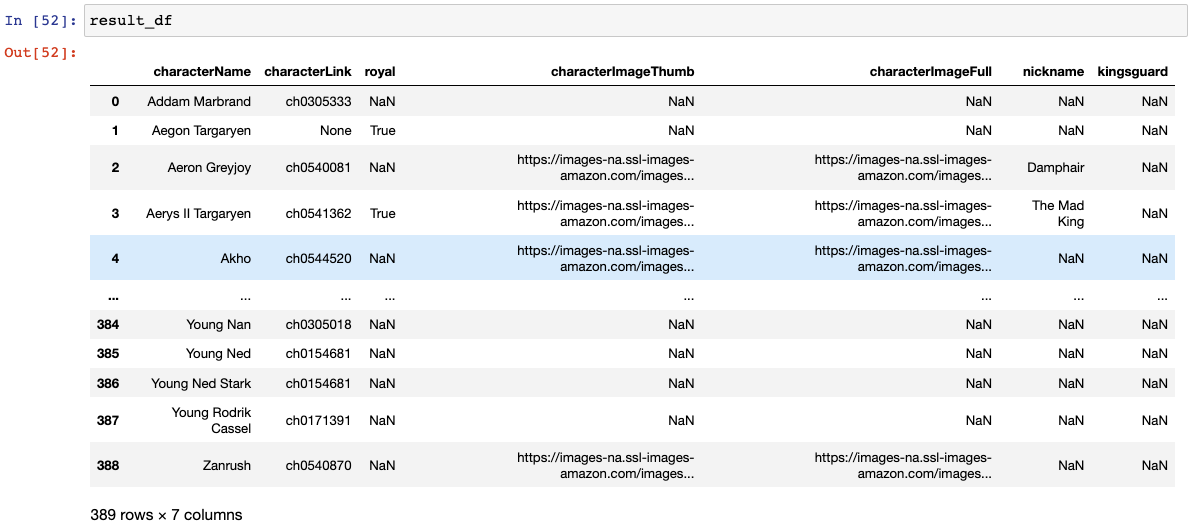 In [52]: result_df
Out[52]:
characterName characterLink royal characterImageThumb characterImageFull nickname kingsguard
0 Addam Marbrand ch0305333 NaN NaN NaN NaN NaN
1 Aegon Targaryen None True NaN NaN NaN NaN
2 Aeron Greyjoy ch0540081 NaN https://images-na.ssl-images- https://images-na.ssl-images- Damphair NaN
amazon.com/images... amazon.com/images...
3 Aerys II Targaryen ch0541362 True https://images-na.ssl-images- https://images-na.ssl-images- The Mad NaN
amazon.com/images... amazon.com/images... King
4 Akho ch0544520 NaN https://images-na.ssl-images- https://images-na.ssl-images- NaN NaN
amazon.com/images... amazon.com/images...
... ... ... ... ... ... ... ...
384 Young Nan ch0305018 NaN NaN NaN NaN NaN
385 Young Ned ch0154681 NaN NaN NaN NaN NaN
386 Young Ned Stark ch0154681 NaN NaN NaN NaN NaN
387 Young Rodrik ch0171391 NaN NaN NaN NaN NaN
Cassel
388 Zanrush ch0540870 NaN https://images-na.ssl-images- https://images-na.ssl-images- NaN NaN
amazon.com/images... amazon.com/images...
389 rows × 7 columns